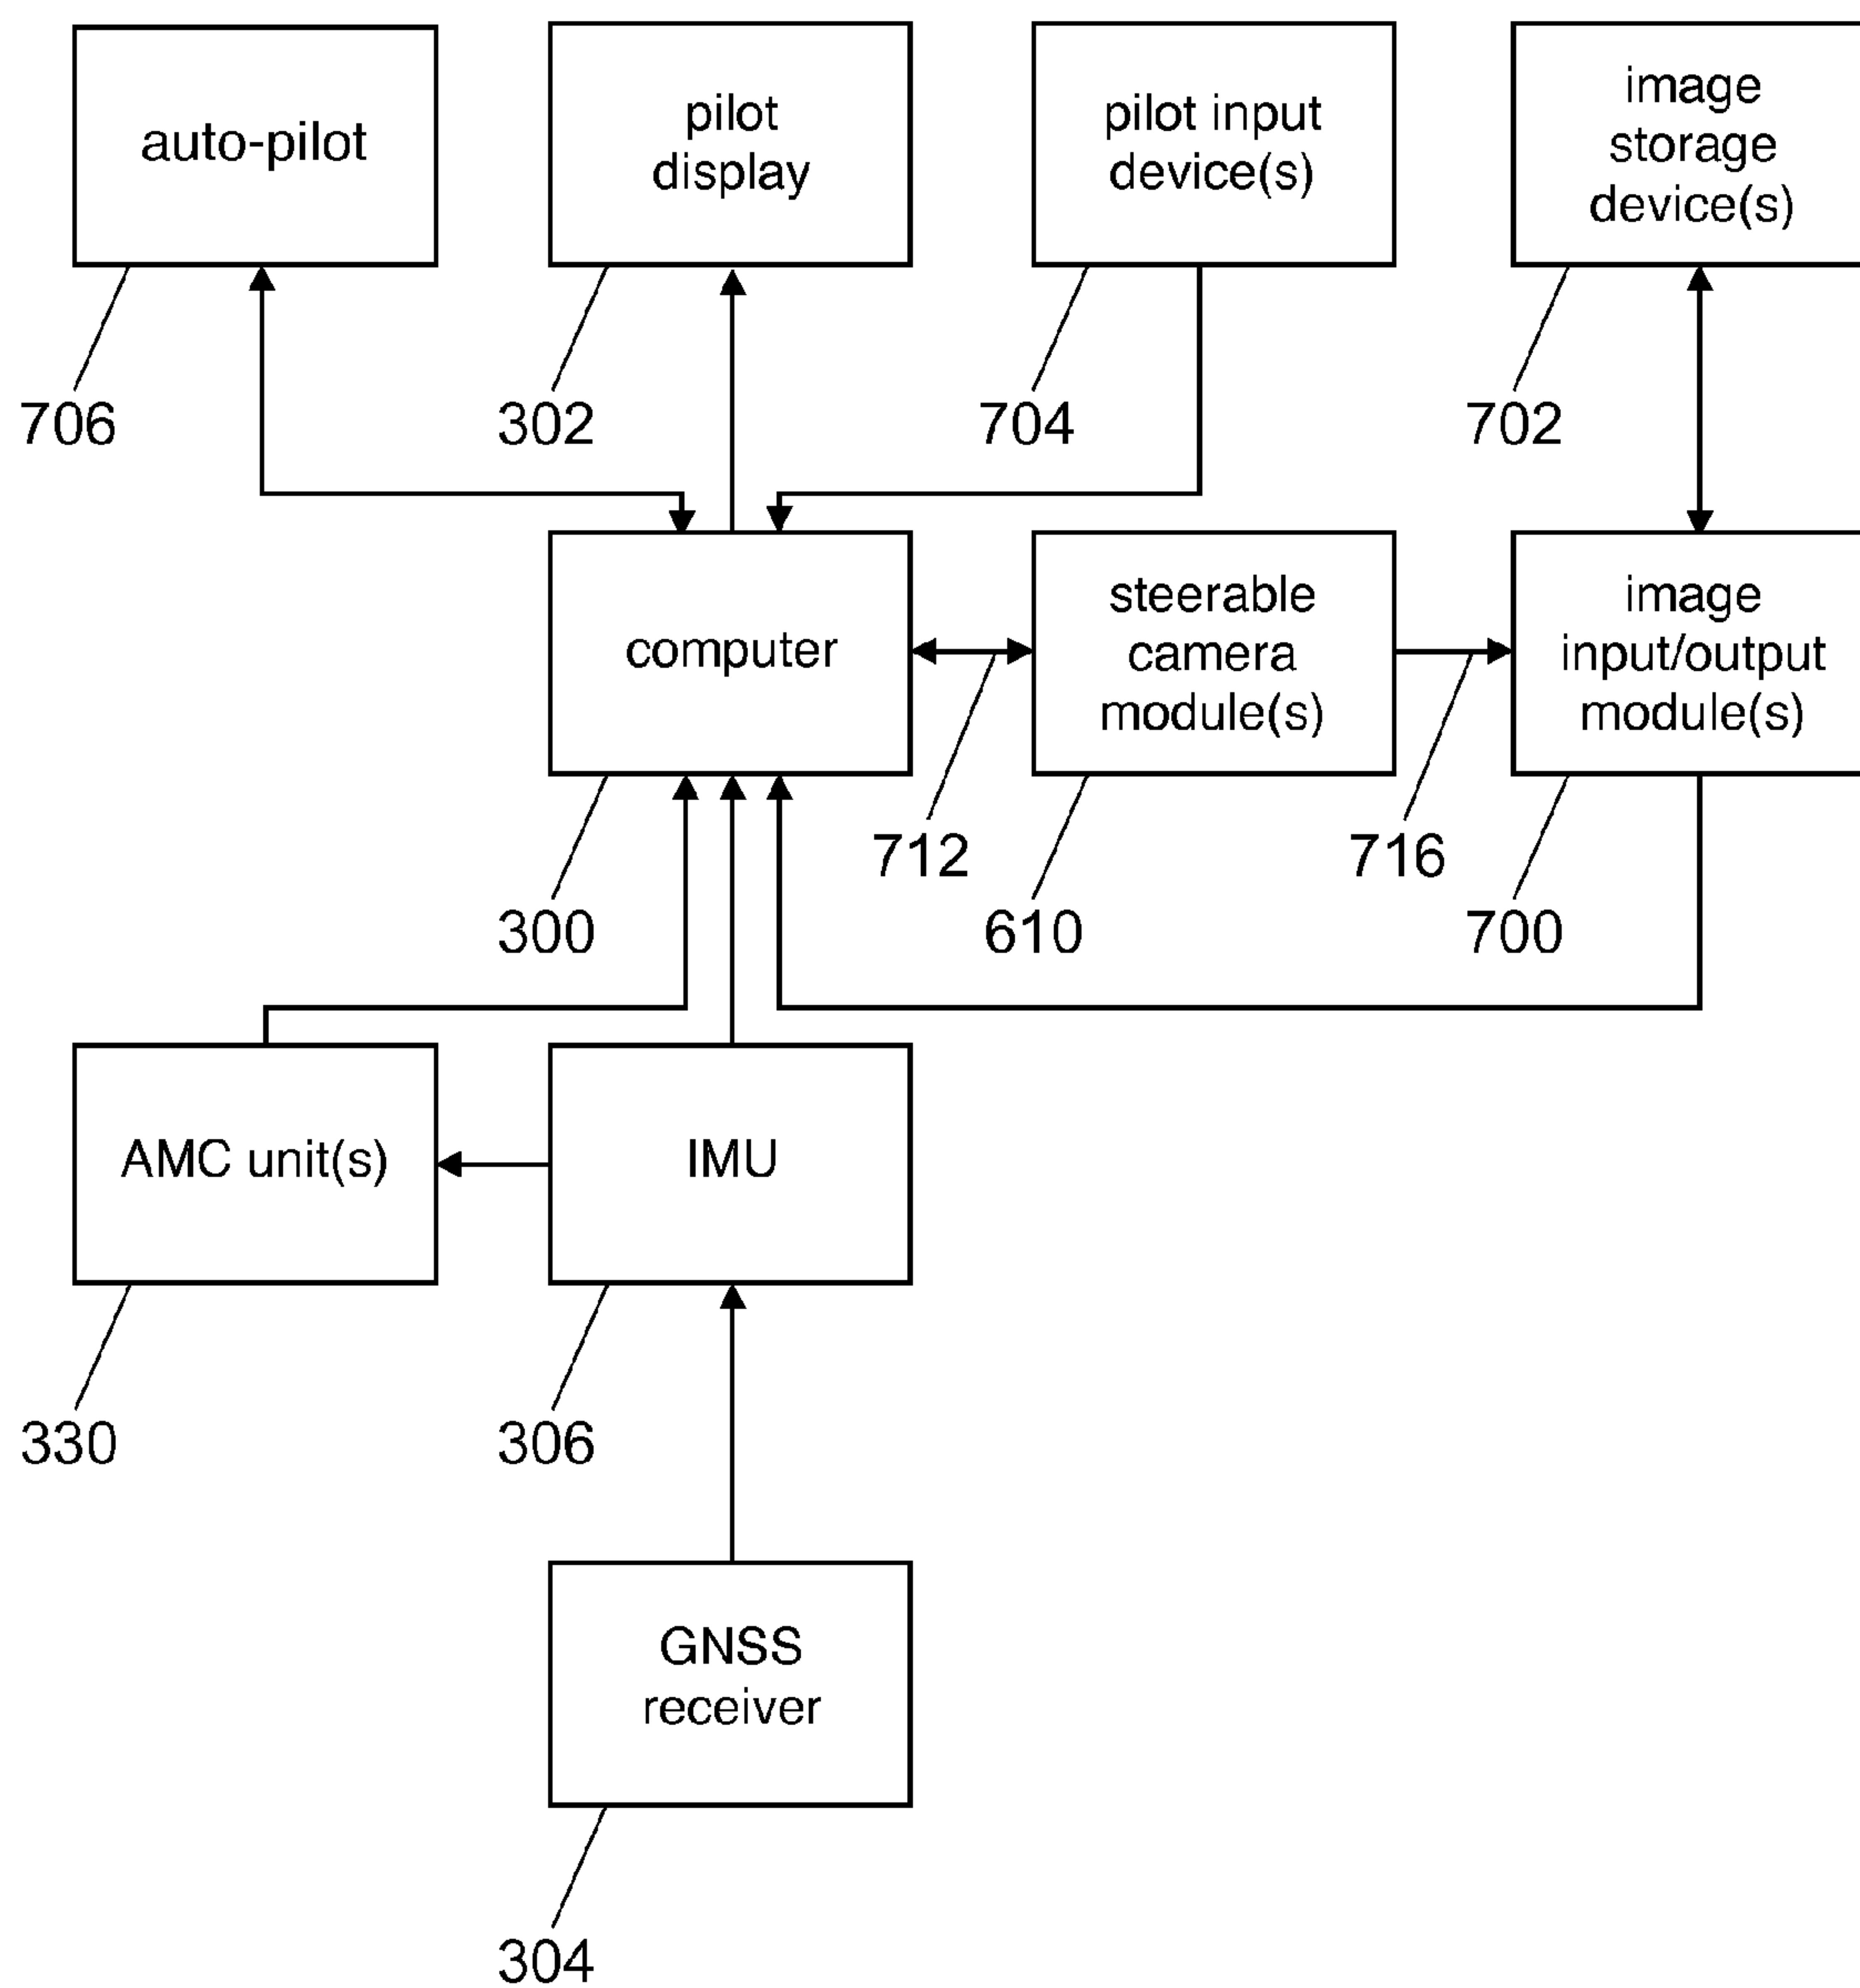 auto-pilot
pilot
display
pilot input
device(s)
image
storage
device(s)
706
302
704
702
computer
steerable
camera
module(s)
image
input/output
module(s)
712
716
300
610
700
AMC unit(s)
IMU
330
306
GNSS
receiver
304